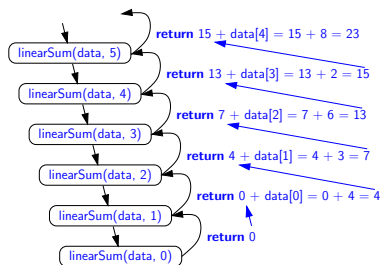 return 15 + data[4] = 15 + 8 = 23
linearSum(data, 5)
return 13 + data[3] = 13 + 2 = 15
linearSum(data, 4)
return 7 + data[2] = 7 + 6 = 13
linearSum(data, 3)
return 4 + data[1] = 4 + 3 = 7
linearSum(data, 2)
return 0 + data[0] = 0 + 4 = 4
linearSum(data, 1)
return 0
linearSum(data, 0)